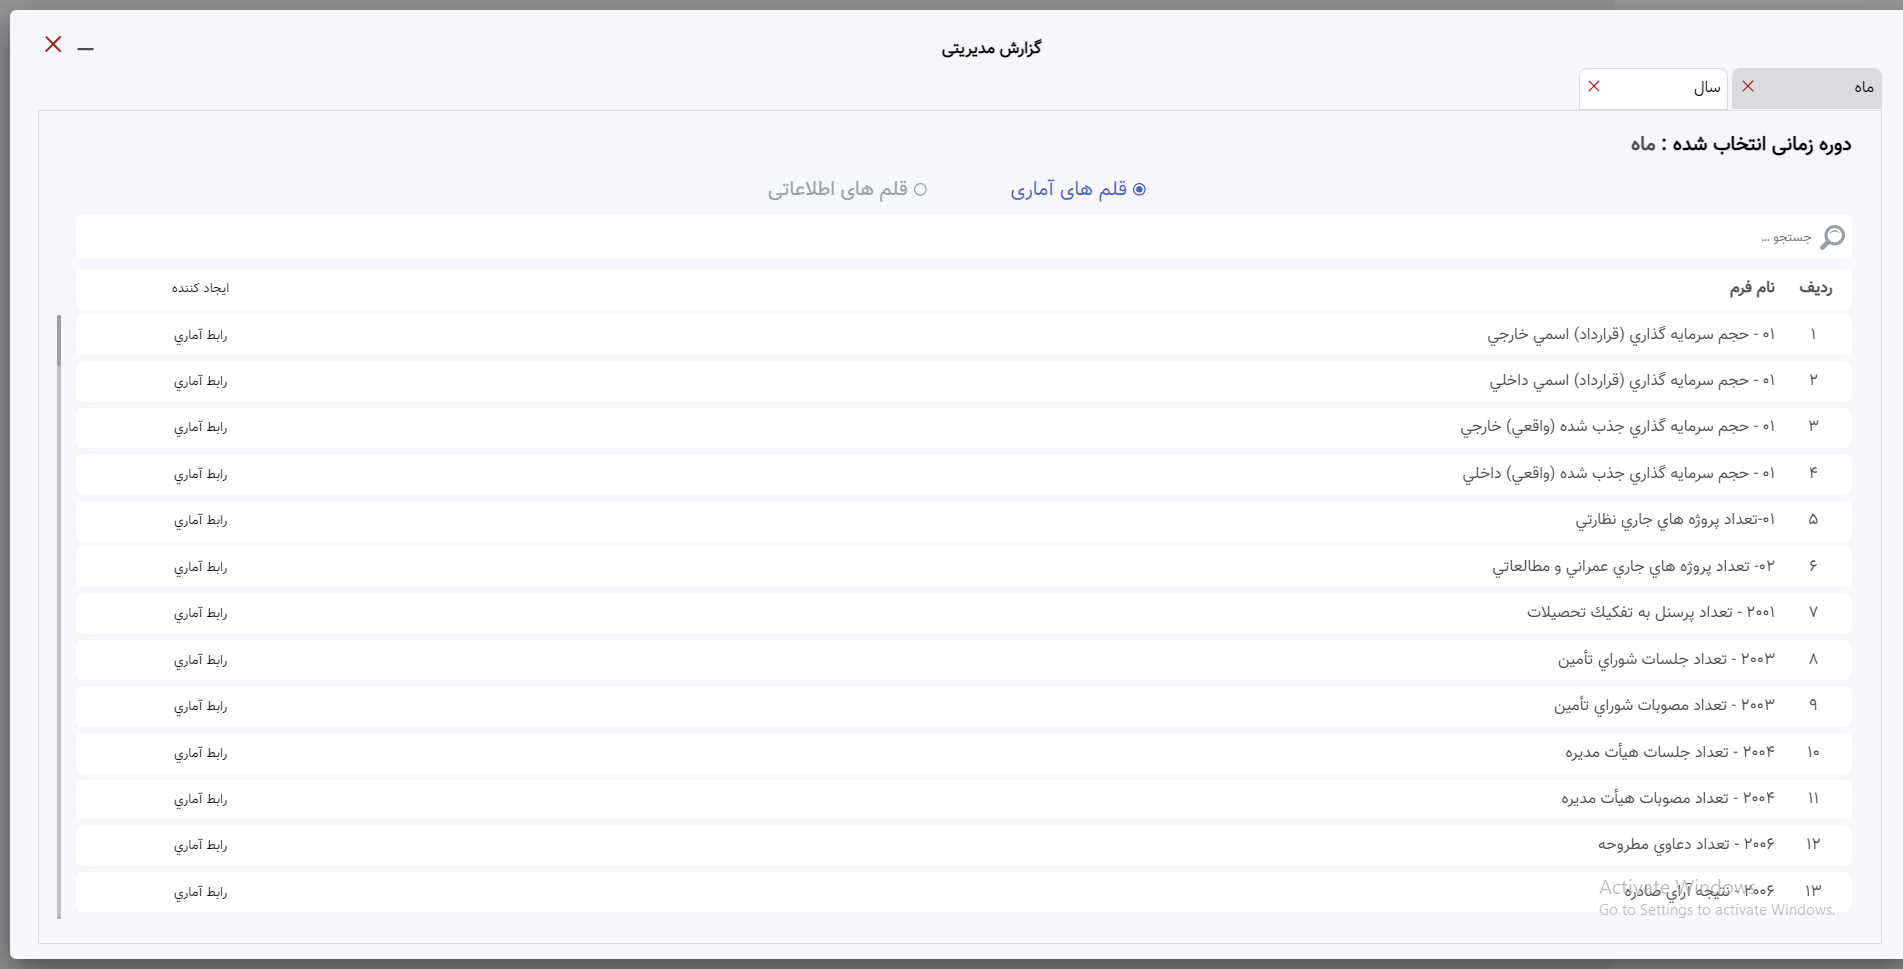 گزارش مدیریتی
ماه
سال
دوره زمانی انتخاب شده : ماه
قلم های آماری
قلم های اطلاعاتی
جستجو ...
ردیف نام فرم ایجاد کننده
۱ ۰۱ - حجم سرمايه گذاري (قرارداد) اسمي خارجي رابط آماري
۲ ۰۱ - حجم سرمايه گذاري (قرارداد) اسمي داخلي رابط آماري
۳ ۰۱ - حجم سرمايه گذاري جذب شده (واقعي) خارجي رابط آماري
۴ ۰۱ - حجم سرمايه گذاري جذب شده (واقعي) داخلي رابط آماري
۵ ۰۱-تعداد پروژه هاي جاري نظارتي رابط آماري
۶ ۰۲- تعداد پروژه هاي جاري عمراني و مطالعاتي رابط آماري
۷ ۲۰۰۱ - تعداد پرسنل به تفكيك تحصيلات رابط آماري
۸ ۲۰۰۳ - تعداد جلسات شوراي تأمين رابط آماري
۹ ۲۰۰۳ - تعداد مصوبات شوراي تأمين رابط آماري
۱۰ ۲۰۰۴ - تعداد جلسات هيأت مديره رابط آماري
۱۱ ۲۰۰۴ - تعداد مصوبات هيأت مديره رابط آماري
۱۲ ۲۰۰۶ - تعداد دعاوي مطروحه رابط آماري
۱۳ ۲۰۰۶ - نتيجه آراي صادره رابط آماري
Activate Windows
Go to Settings to activate Windows.